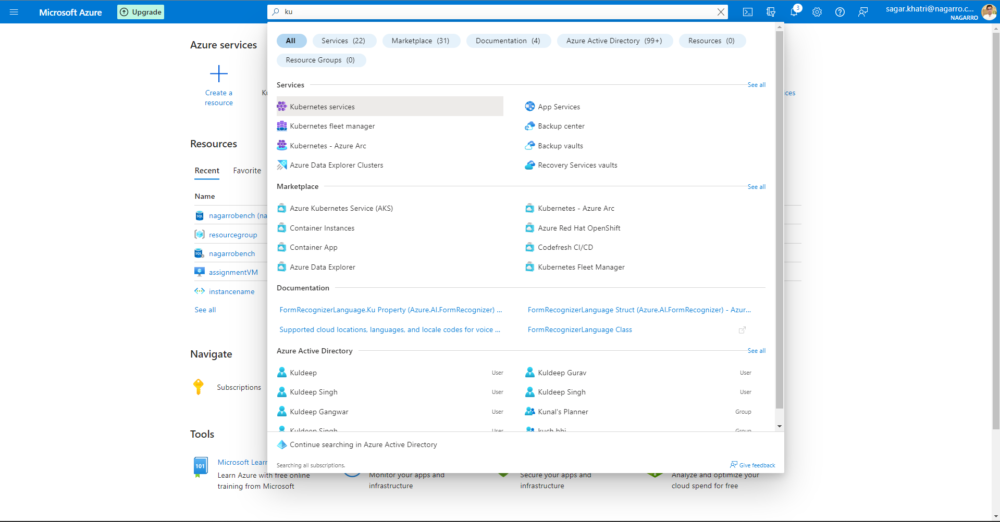 Microsoft Azure
Upgrade
ku
3
sagar.khatri@nagarro.c...
NAGARRO
All
Services (22)
Marketplace (31)
Documentation (4)
Azure Active Directory (99+)
Resources (0)
Resource Groups (0)
Azure services
Create a
resource
Ku
ces
Services
See all
Kubernetes services
App Services
Kubernetes fleet manager
Backup center
Kubernetes - Azure Arc
Backup vaults
Azure Data Explorer Clusters
Recovery Services vaults
Marketplace
See all
Azure Kubernetes Service (AKS)
Kubernetes - Azure Arc
Container Instances
Azure Red Hat OpenShift
Container App
Codefresh CI/CD
Azure Data Explorer
Kubernetes Fleet Manager
Documentation
FormRecognizerLanguage.Ku Property (Azure.AI.FormRecognizer) ...
FormRecognizerLanguage Struct (Azure.AI.FormRecognizer) - Azur...
Supported cloud locations, languages, and locale codes for voice ...
FormRecognizerLanguage Class
Azure Active Directory
See all
Kuldeep
User
Kuldeep Gurav
User
Kuldeep Singh
User
Kuldeep Singh
User
Kuldeep Gangwar
User
Kunal's Planner
Group
Kuldeep Singh
User
kuch bhi
Group
Continue searching in Azure Active Directory
Searching all subscriptions.
Give feedback
Resources
Recent
Favorite
Name
SQL
nagarrobench (na
resourcegroup
SQL
nagarrobench
assignmentVM
instancename
See all
Navigate
Subscriptions
Tools
101
Microsoft Learn
Learn Azure with free online
training from Microsoft
Monitor your apps and
infrastructure
Secure your apps and
infrastructure
Analyze and optimize your
cloud spend for free